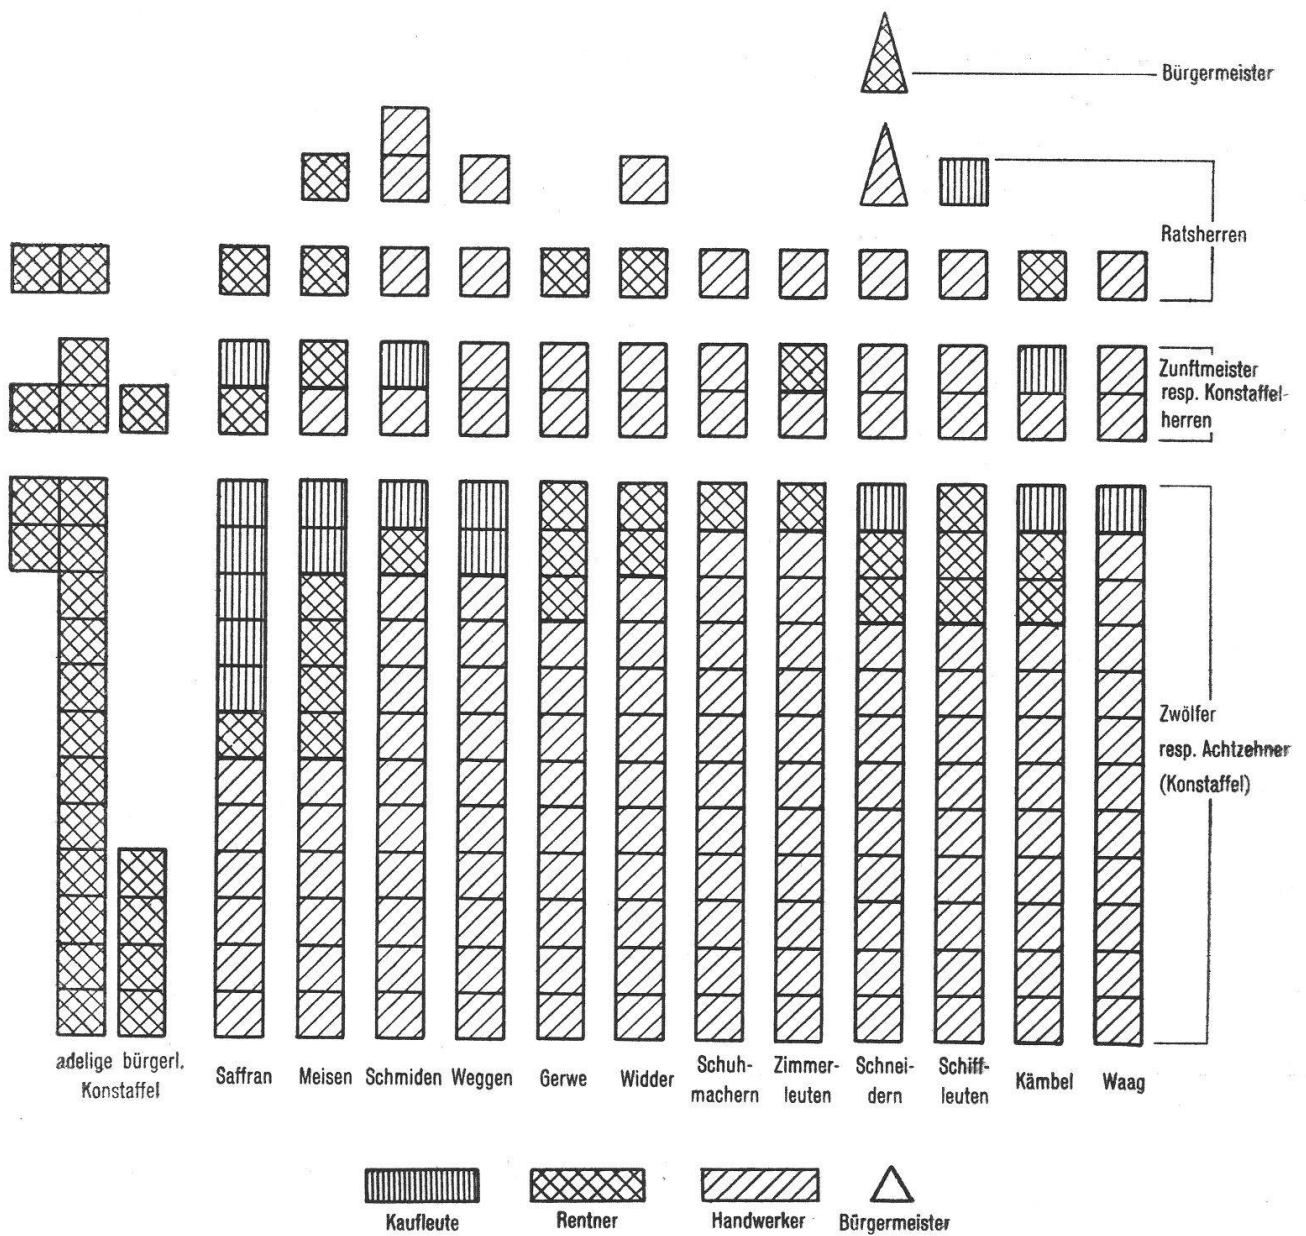 Bürgermeister
Ratsherren
Zunftmeister
resp. Konstaffel-
herren
Zwölfer
resp. Achtzehner
(Konstaffel)
adelige bürgerl.
Konstaffel
Saffran
Meisen
Schmiden
Weggen
Gerwe
Widder
Schuh-
machern
Zimmer-
leuten
Schnei-
dern
Schiff-
leuten
Kämbel
Waag
Kaufleute
Rentner
Handwerker
Bürgermeister